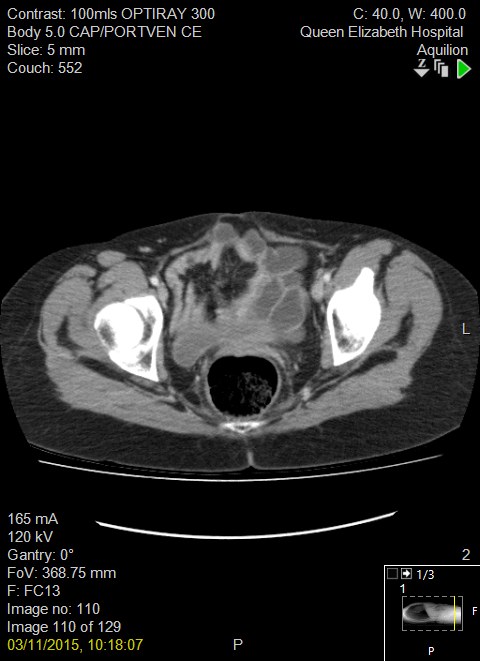 Contrast: 100mls OPTIRAY 300
Body 5.0 CAP/PORTVEN CE
Slice: 5 mm
Couch: 552
C: 40.0, W: 400.0
Queen Elizabeth Hospital
Aquilion
Z
L
165 mA
120 kV
Gantry: 0°
FoV: 368.75 mm
F: FC13
Image no: 110
Image 110 of 129
03/11/2015, 10:18:07
P
2
1/3
1
F
P